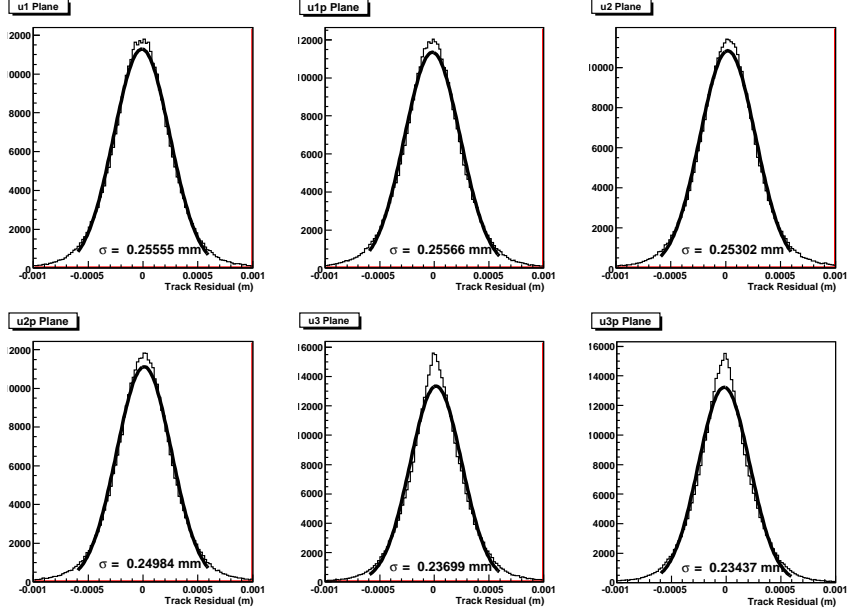 u1 Plane
12000
10000
8000
6000
4000
2000
0
σ = 0.25555 mm
-0.001 -0.0005 0 0.0005 0.001
Track Residual (m)
u1p Plane
12000
10000
8000
6000
4000
2000
0
σ = 0.25566 mm
-0.001 -0.0005 0 0.0005 0.001
Track Residual (m)
u2 Plane
10000
8000
6000
4000
2000
0
σ = 0.25302 mm
-0.001 -0.0005 0 0.0005 0.001
Track Residual (m)
u2p Plane
12000
10000
8000
6000
4000
2000
0
σ = 0.24984 mm
-0.001 -0.0005 0 0.0005 0.001
Track Residual (m)
u3 Plane
16000
14000
12000
10000
8000
6000
4000
2000
0
σ = 0.23699 mm
-0.001 -0.0005 0 0.0005 0.001
Track Residual (m)
u3p Plane
16000
14000
12000
10000
8000
6000
4000
2000
0
σ = 0.23437 mm
-0.001 -0.0005 0 0.0005 0.001
Track Residual (m)